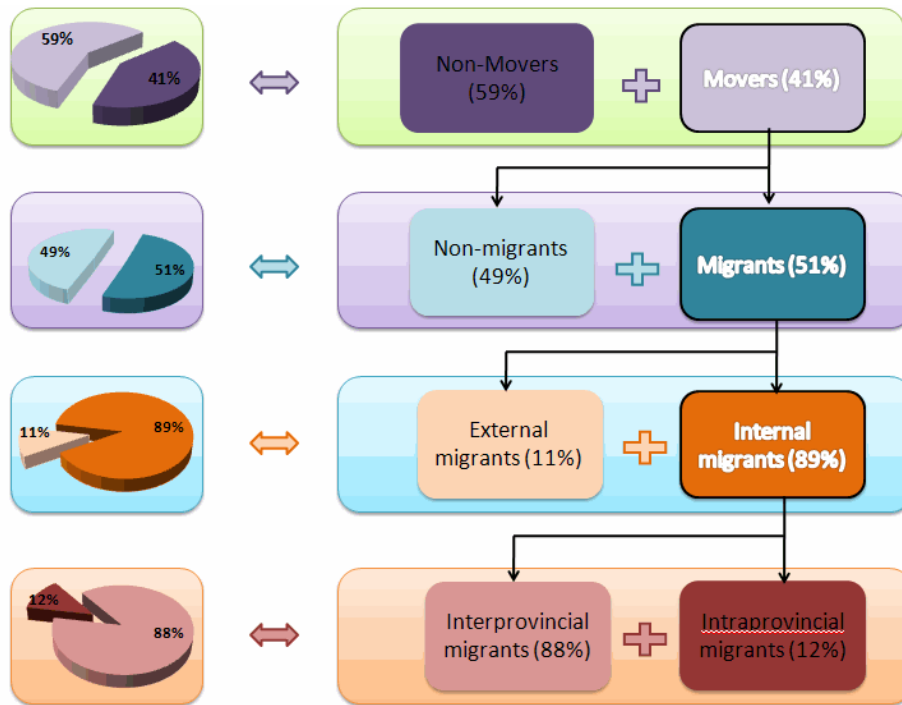 59%
41%
Non-Movers
(59%)
Movers (41%)
49%
51%
Non-migrants
(49%)
Migrants (51%)
11%
89%
External
migrants (11%)
Internal
migrants (89%)
12%
88%
Interprovincial
migrants (88%)
Intraprovincial
migrants (12%)